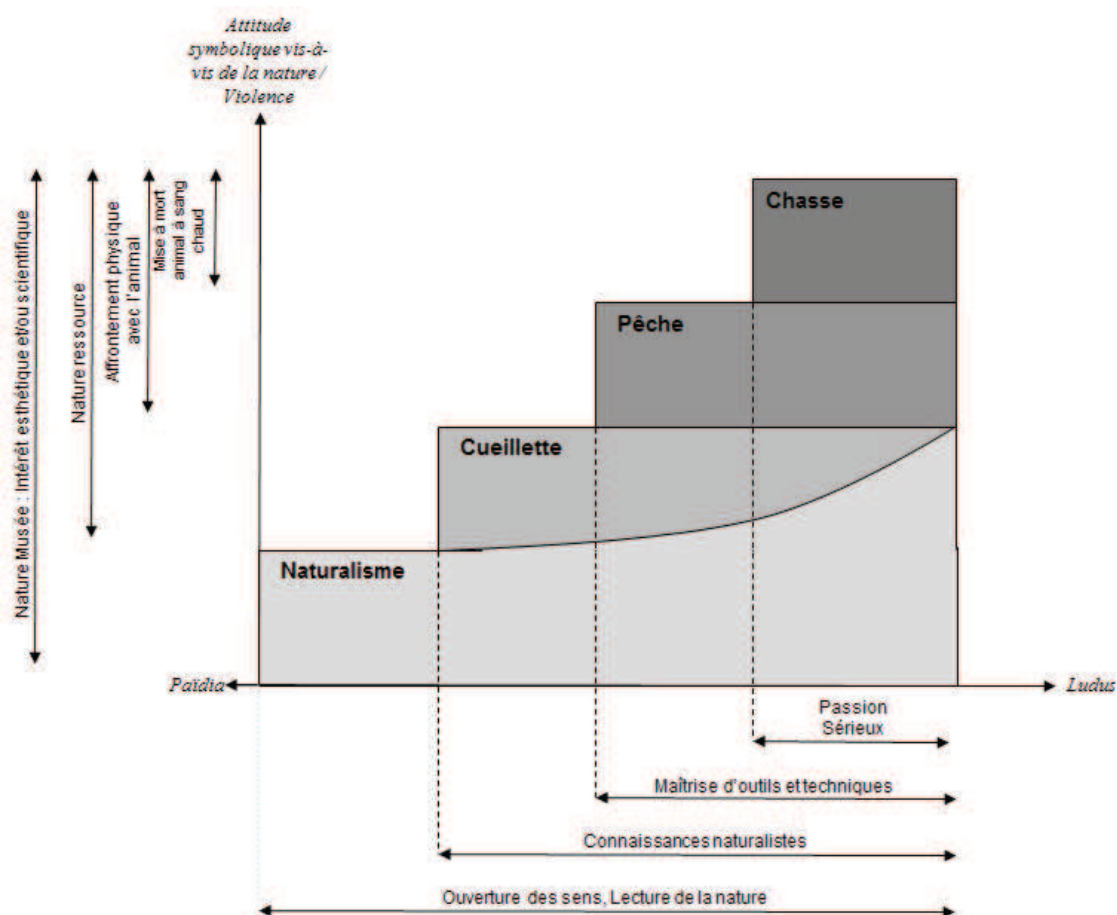 Attitude
symbolique vis-à-
vis de la nature /
Violence
Nature Musée : Intérêt esthétique et/ou scientifique
Nature ressource
Affrontement physique
avec l'animal
Mise à mort
animal à sang
chaud
Chasse
Pêche
Cueillette
Naturalisme
Païdia
Ludus
Passion
Sérieux
Maîtrise d'outils et techniques
Connaissances naturalistes
Ouverture des sens, Lecture de la nature